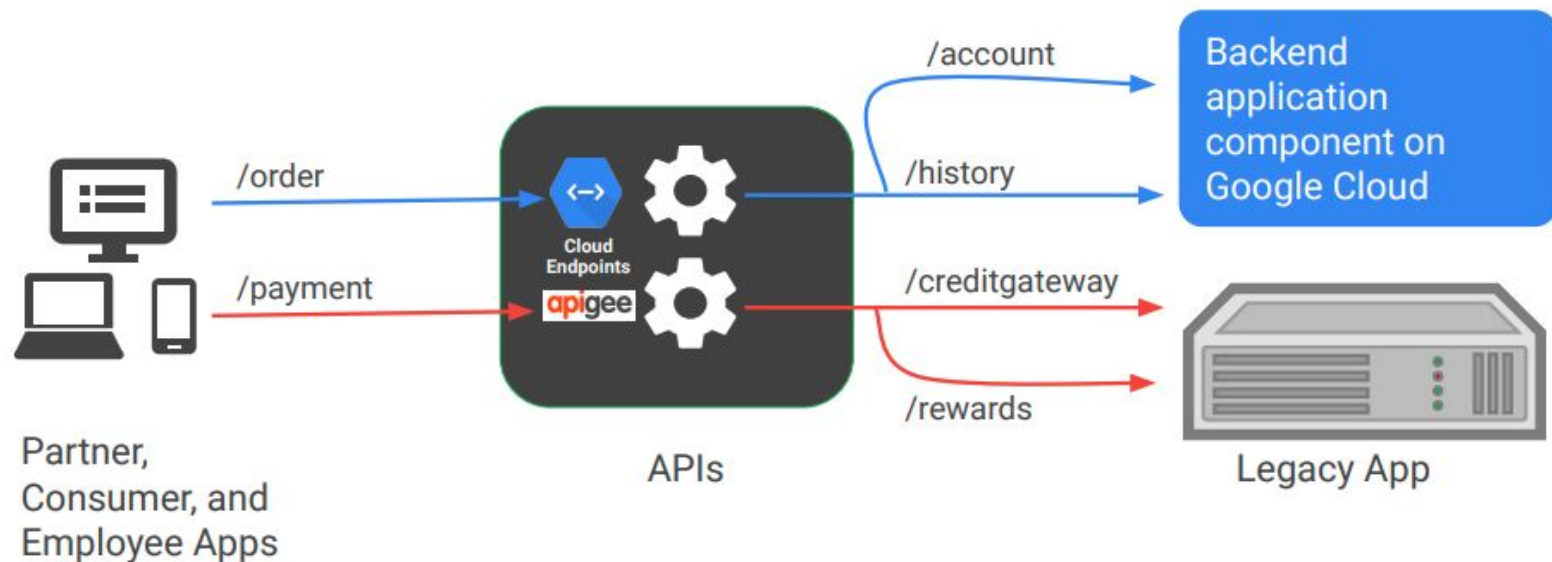 /order
/payment
Partner,
Consumer, and
Employee Apps
Cloud
Endpoints
apigee
APIs
/account
/history
/creditgateway
/rewards
Backend
application
component on
Google Cloud
Legacy App